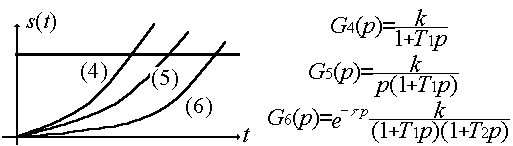 s(t)
(4)
(5)
(6)
t
G4(p)=k/(1+T1p)
G5(p)=k/(p(1+T1p))
G6(p)=e^-τp k/((1+T1p)(1+T2p))